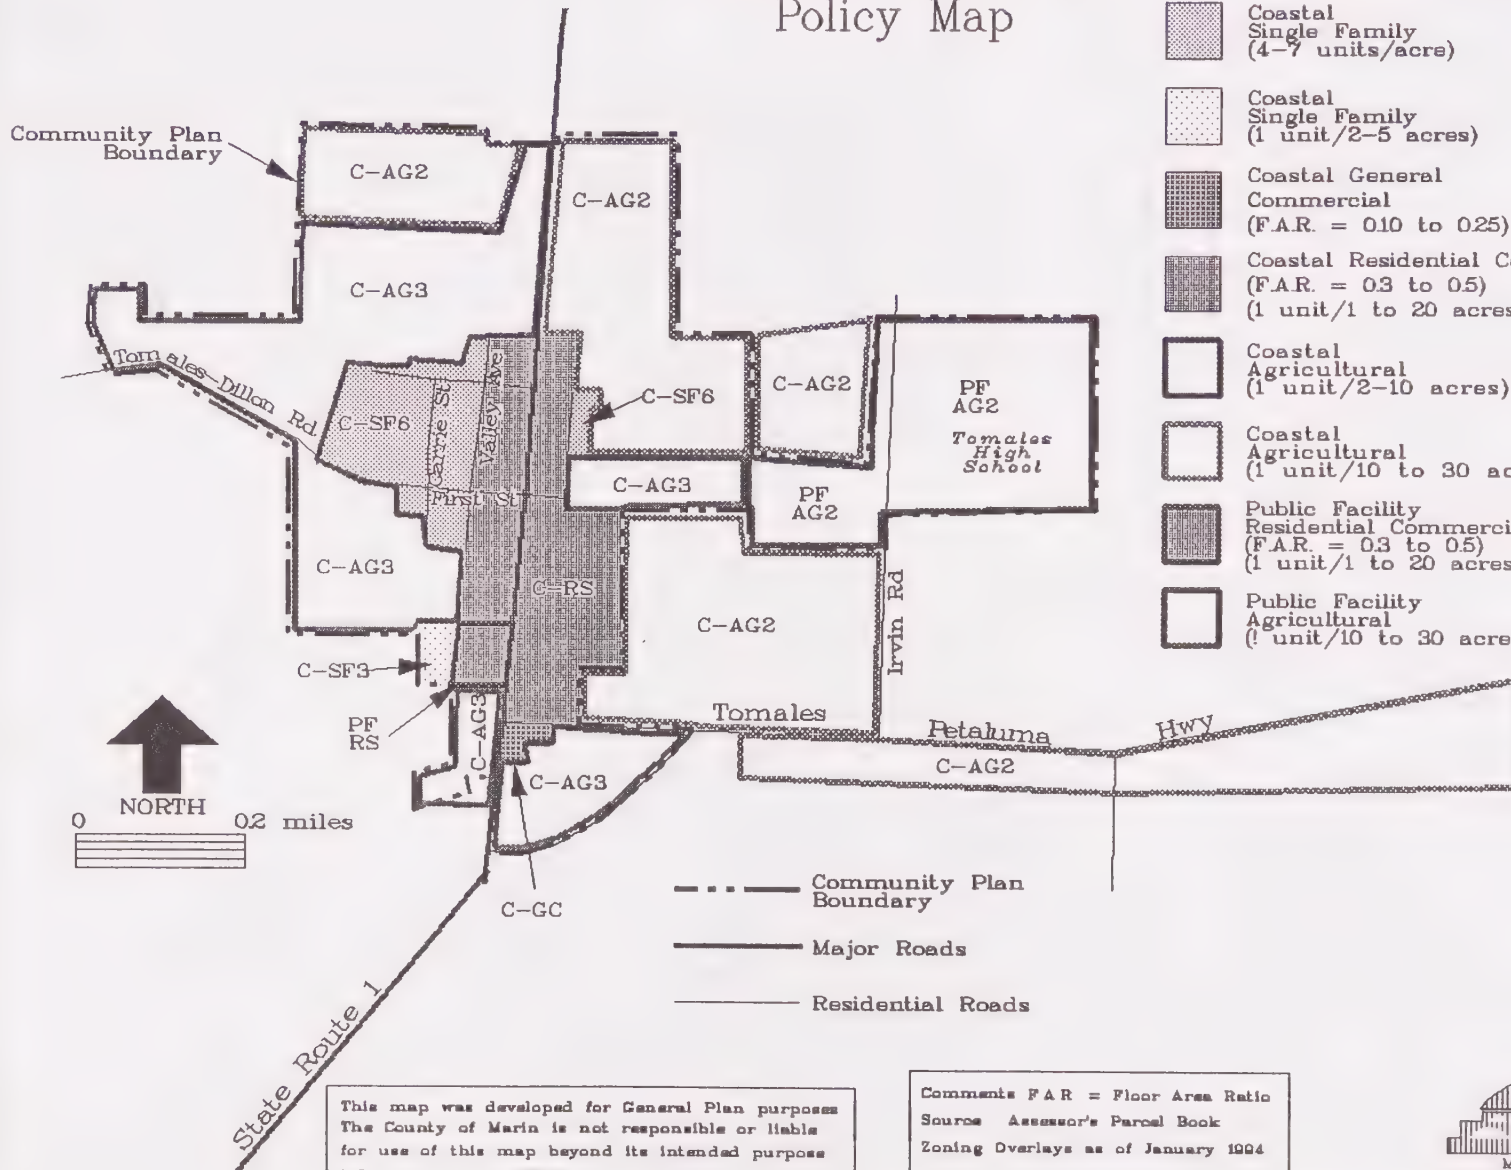 Policy Map
Coastal
Single Family
(4-7 units/acre)
Coastal
Single Family
(1 unit/2-5 acres)
Coastal General
Commercial
(F.A.R. = 0.10 to 0.25)
Coastal Residential C
(F.A.R. = 0.3 to 0.5)
(1 unit/1 to 20 acres
Coastal
Agricultural
(1 unit/2-10 acres)
Coastal
Agricultural
(1 unit/10 to 30 ac
Public Facility
Residential Commerci
(F.A.R. = 0.3 to 0.5)
(1 unit/1 to 20 acres
Public Facility
Agricultural
(! unit/10 to 30 acre
Community Plan
Boundary
C-AG2
C-AG2
C-AG3
Tomales-Dillon Rd.
C-SF6
Carrie St
Valley Ave
First St
C-SF6
C-AG2
PF
AG2
Tomales
High
School
C-AG3
PF
AG2
C-AG3
C-RS
C-AG2
Irvin Rd
C-SF3
PF
RS
C-AG3
Tomales
Petaluma
Hwy
C-AG2
C-AG3
C-GC
NORTH
0 0.2 miles
State Route 1
Community Plan
Boundary
Major Roads
Residential Roads
This map was developed for General Plan purposes
The County of Marin is not responsible or liable
for use of this map beyond its intended purpose
Comments F A R = Floor Area Ratio
Source Assessor's Parcel Book
Zoning Overlays as of January 1994